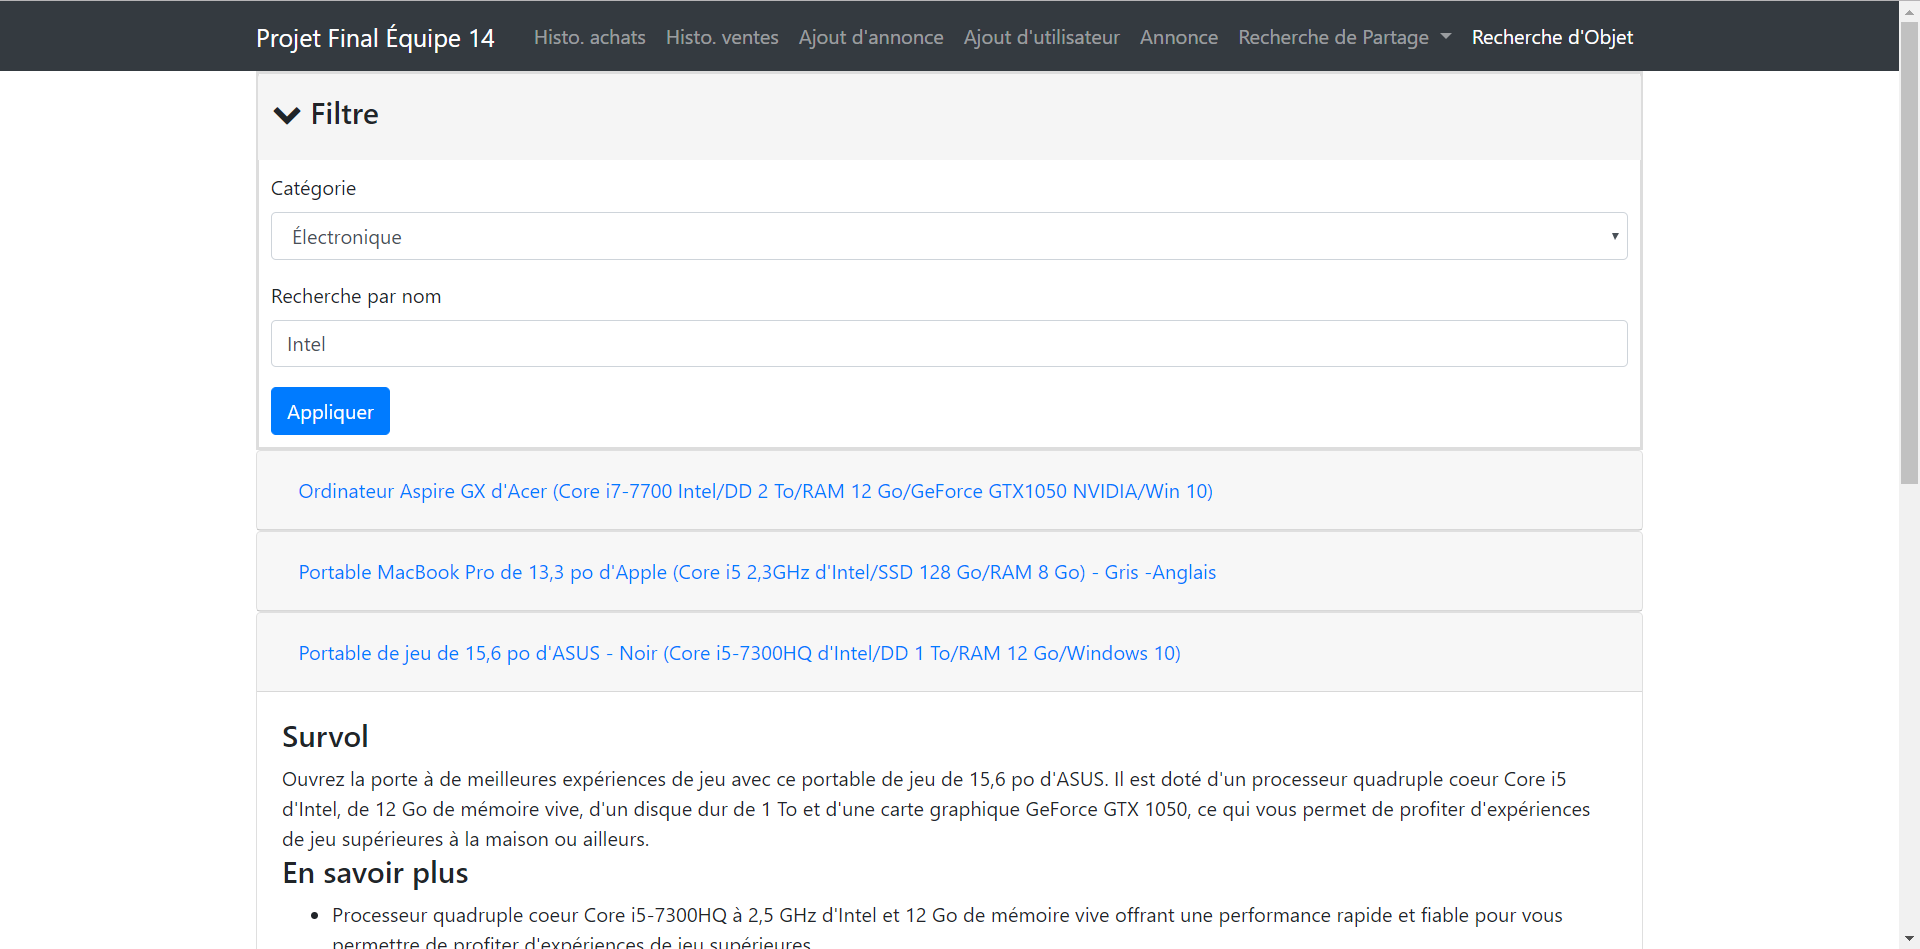 Projet Final Équipe 14 Histo. achats Histo. ventes Ajout d'annonce Ajout d'utilisateur Annonce Recherche de Partage Recherche d'Objet
Filtre
Catégorie
Électronique
Recherche par nom
Intel
Appliquer
Ordinateur Aspire GX d'Acer (Core i7-7700 Intel/DD 2 To/RAM 12 Go/GeForce GTX1050 NVIDIA/Win 10)
Portable MacBook Pro de 13,3 po d'Apple (Core i5 2,3GHz d'Intel/SSD 128 Go/RAM 8 Go) - Gris -Anglais
Portable de jeu de 15,6 po d'ASUS - Noir (Core i5-7300HQ d'Intel/DD 1 To/RAM 12 Go/Windows 10)
Survol
Ouvrez la porte à de meilleures expériences de jeu avec ce portable de jeu de 15,6 po d'ASUS. Il est doté d'un processeur quadruple coeur Core i5
d'Intel, de 12 Go de mémoire vive, d'un disque dur de 1 To et d'une carte graphique GeForce GTX 1050, ce qui vous permet de profiter d'expériences
de jeu supérieures à la maison ou ailleurs.
En savoir plus
• Processeur quadruple coeur Core i5-7300HQ à 2,5 GHz d'Intel et 12 Go de mémoire vive offrant une performance rapide et fiable pour vous
permettre de profiter d'expériences de jeu supérieures